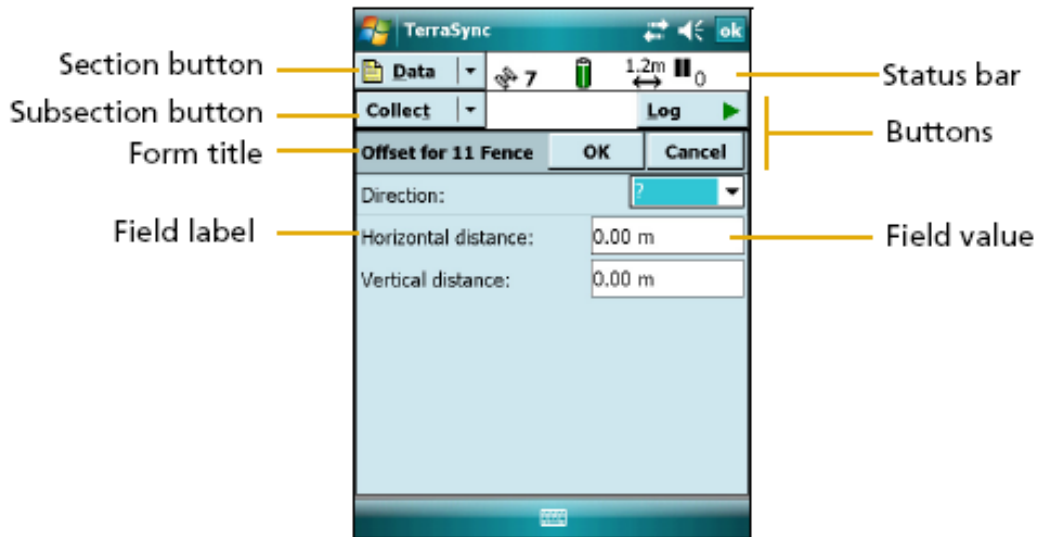 TerraSync ok
Section button
Data 7 1.2m 0
Status bar
Subsection button
Collect Log
Buttons
Form title
Offset for 11 Fence OK Cancel
Direction: ?
Field label
Horizontal distance: 0.00 m
Field value
Vertical distance: 0.00 m